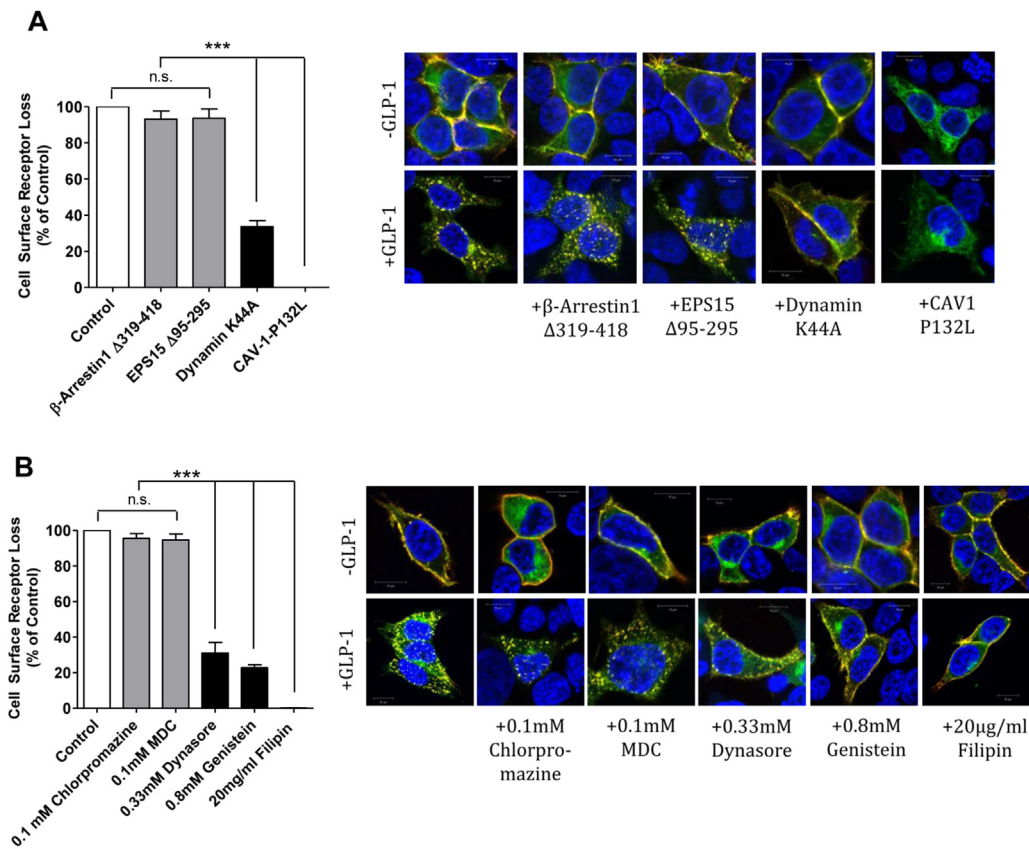 A
***
n.s.
Cell Surface Receptor Loss
(% of Control)
100
80
60
40
20
0
Control
β-Arrestin1 Δ319-418
EPS15 Δ95-295
Dynamin K44A
CAV-1-P132L
-GLP-1
+GLP-1
+β-Arrestin1
Δ319-418
+EPS15
Δ95-295
+Dynamin
K44A
+CAV1
P132L
B
***
n.s.
Cell Surface Receptor Loss
(% of Control)
100
80
60
40
20
0
Control
0.1 mM Chlorpromazine
0.1mM MDC
0.33mM Dynasore
0.8mM Genistein
20mg/ml Filipin
-GLP-1
+GLP-1
+0.1mM
Chlorpro-
mazine
+0.1mM
MDC
+0.33mM
Dynasore
+0.8mM
Genistein
+20μg/ml
Filipin